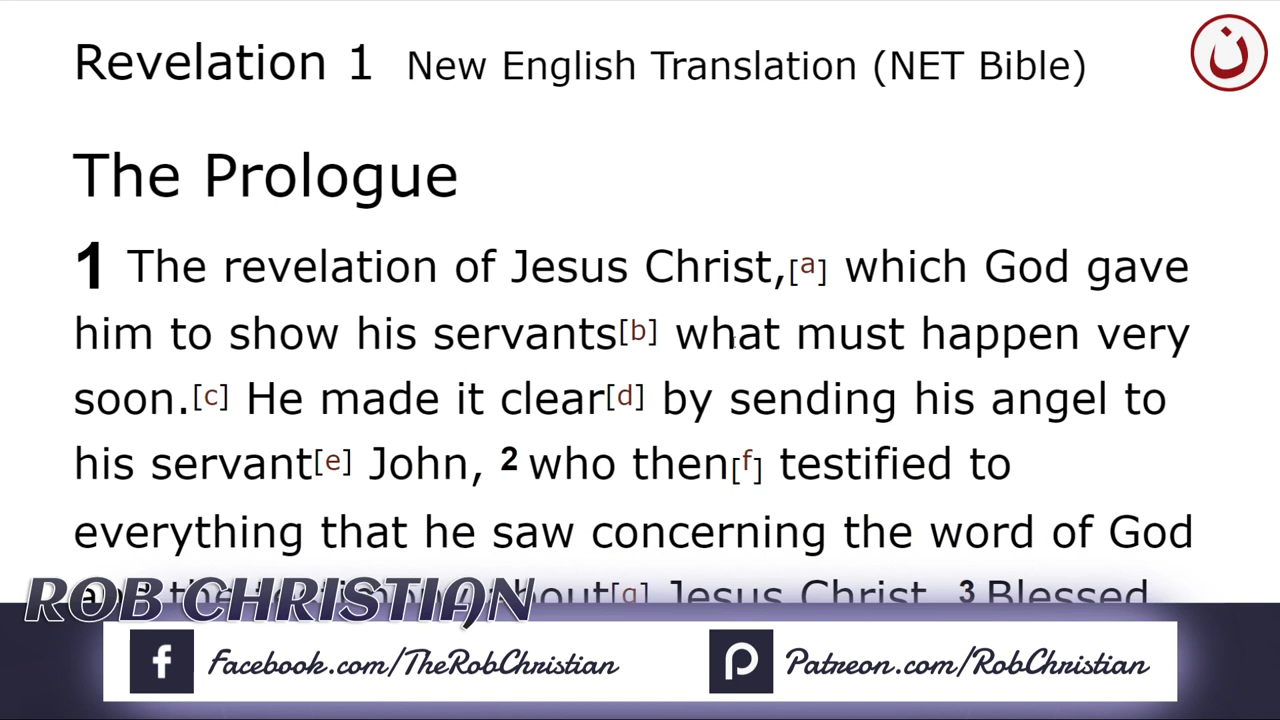 Revelation 1 New English Translation (NET Bible)
ن
The Prologue
1 The revelation of Jesus Christ,[a] which God gave
him to show his servants[b] what must happen very
soon.[c] He made it clear[d] by sending his angel to
his servant[e] John, 2 who then[f] testified to
everything that he saw concerning the word of God
Jesus Christ. 3 Blessed
ROB CHRISTIAN
f Facebook.com/TheRobChristian Patreon.com/RobChristian